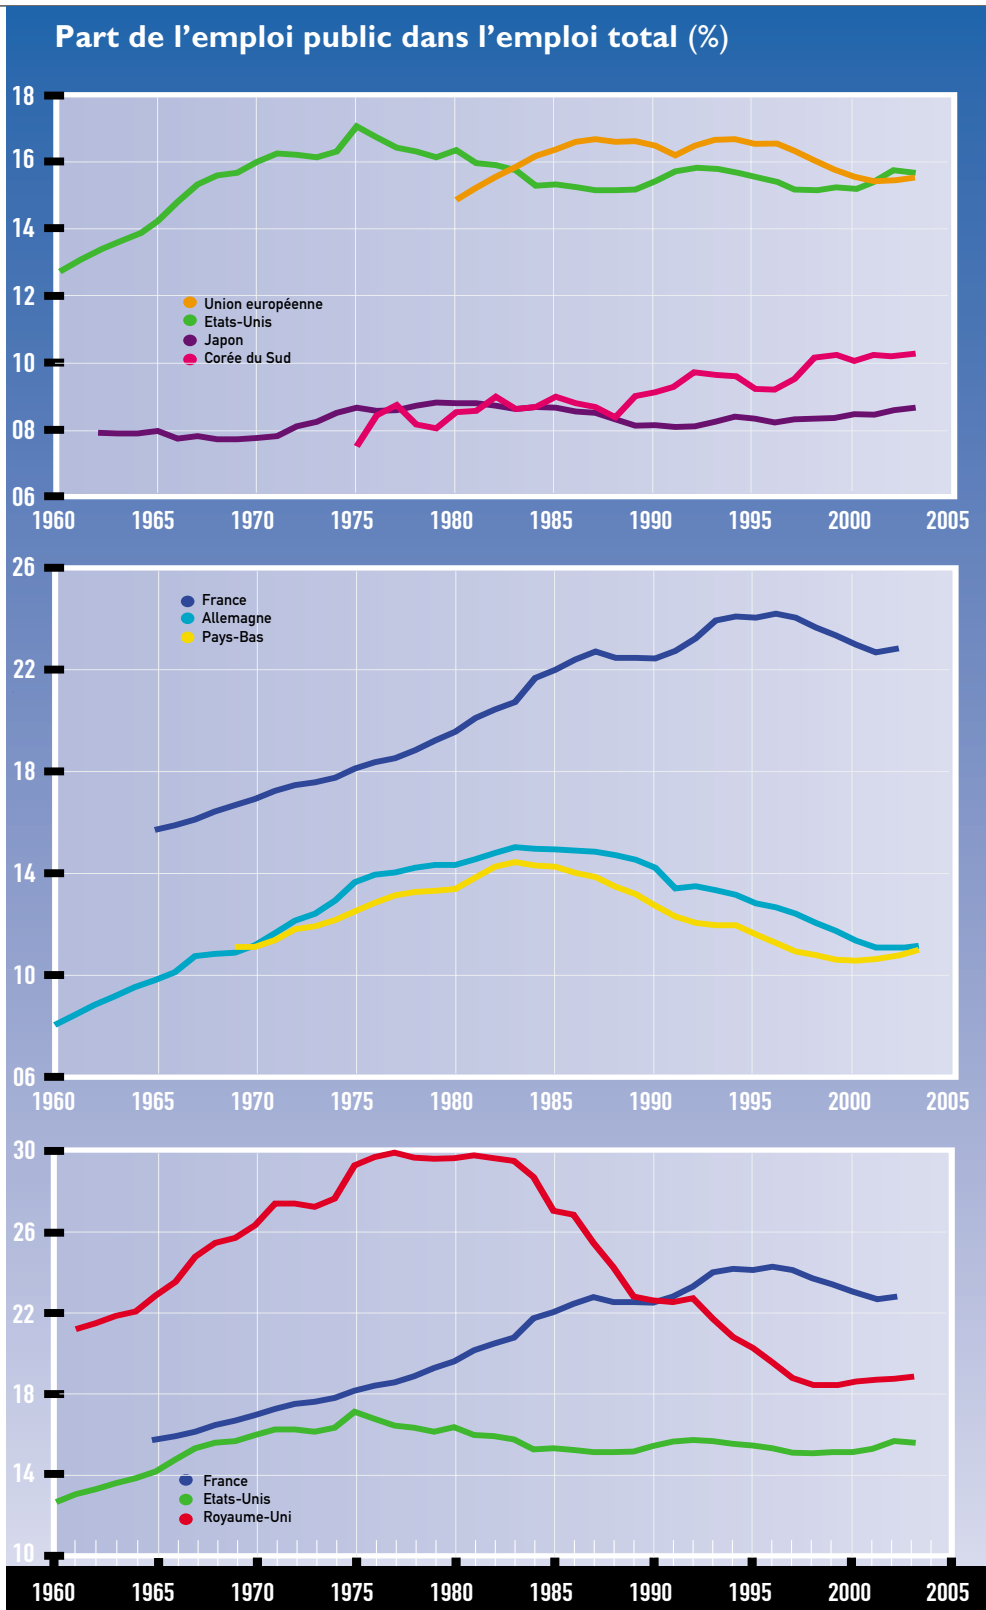 Part de l’emploi public dans l’emploi total (%)
18
16
14
12
10
08
06
Union européenne
Etats-Unis
Japon
Corée du Sud
1960 1965 1970 1975 1980 1985 1990 1995 2000 2005
26
22
18
14
10
06
France
Allemagne
Pays-Bas
1960 1965 1970 1975 1980 1985 1990 1995 2000 2005
30
26
22
18
14
10
France
Etats-Unis
Royaume-Uni
1960 1965 1970 1975 1980 1985 1990 1995 2000 2005